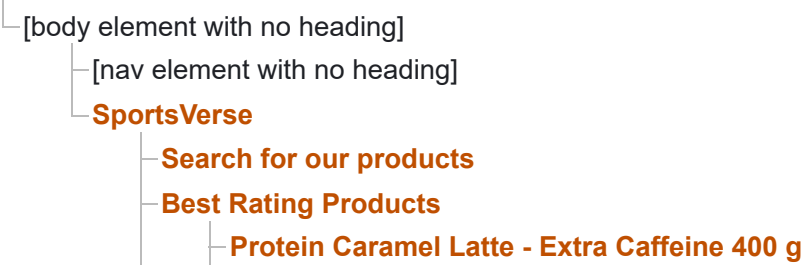 [body element with no heading]
[nav element with no heading]
SportsVerse
Search for our products
Best Rating Products
Protein Caramel Latte - Extra Caffeine 400 g